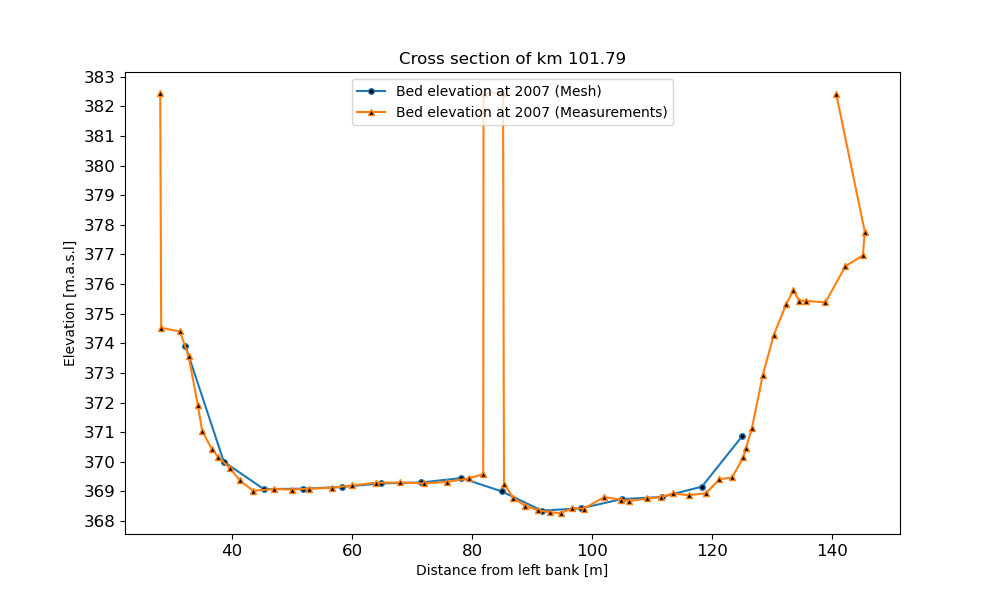 Cross section of km 101.79
Bed elevation at 2007 (Mesh)
Bed elevation at 2007 (Measurements)
Elevation [m.a.s.l]
383
382
381
380
379
378
377
376
375
374
373
372
371
370
369
368
40 60 80 100 120 140
Distance from left bank [m]